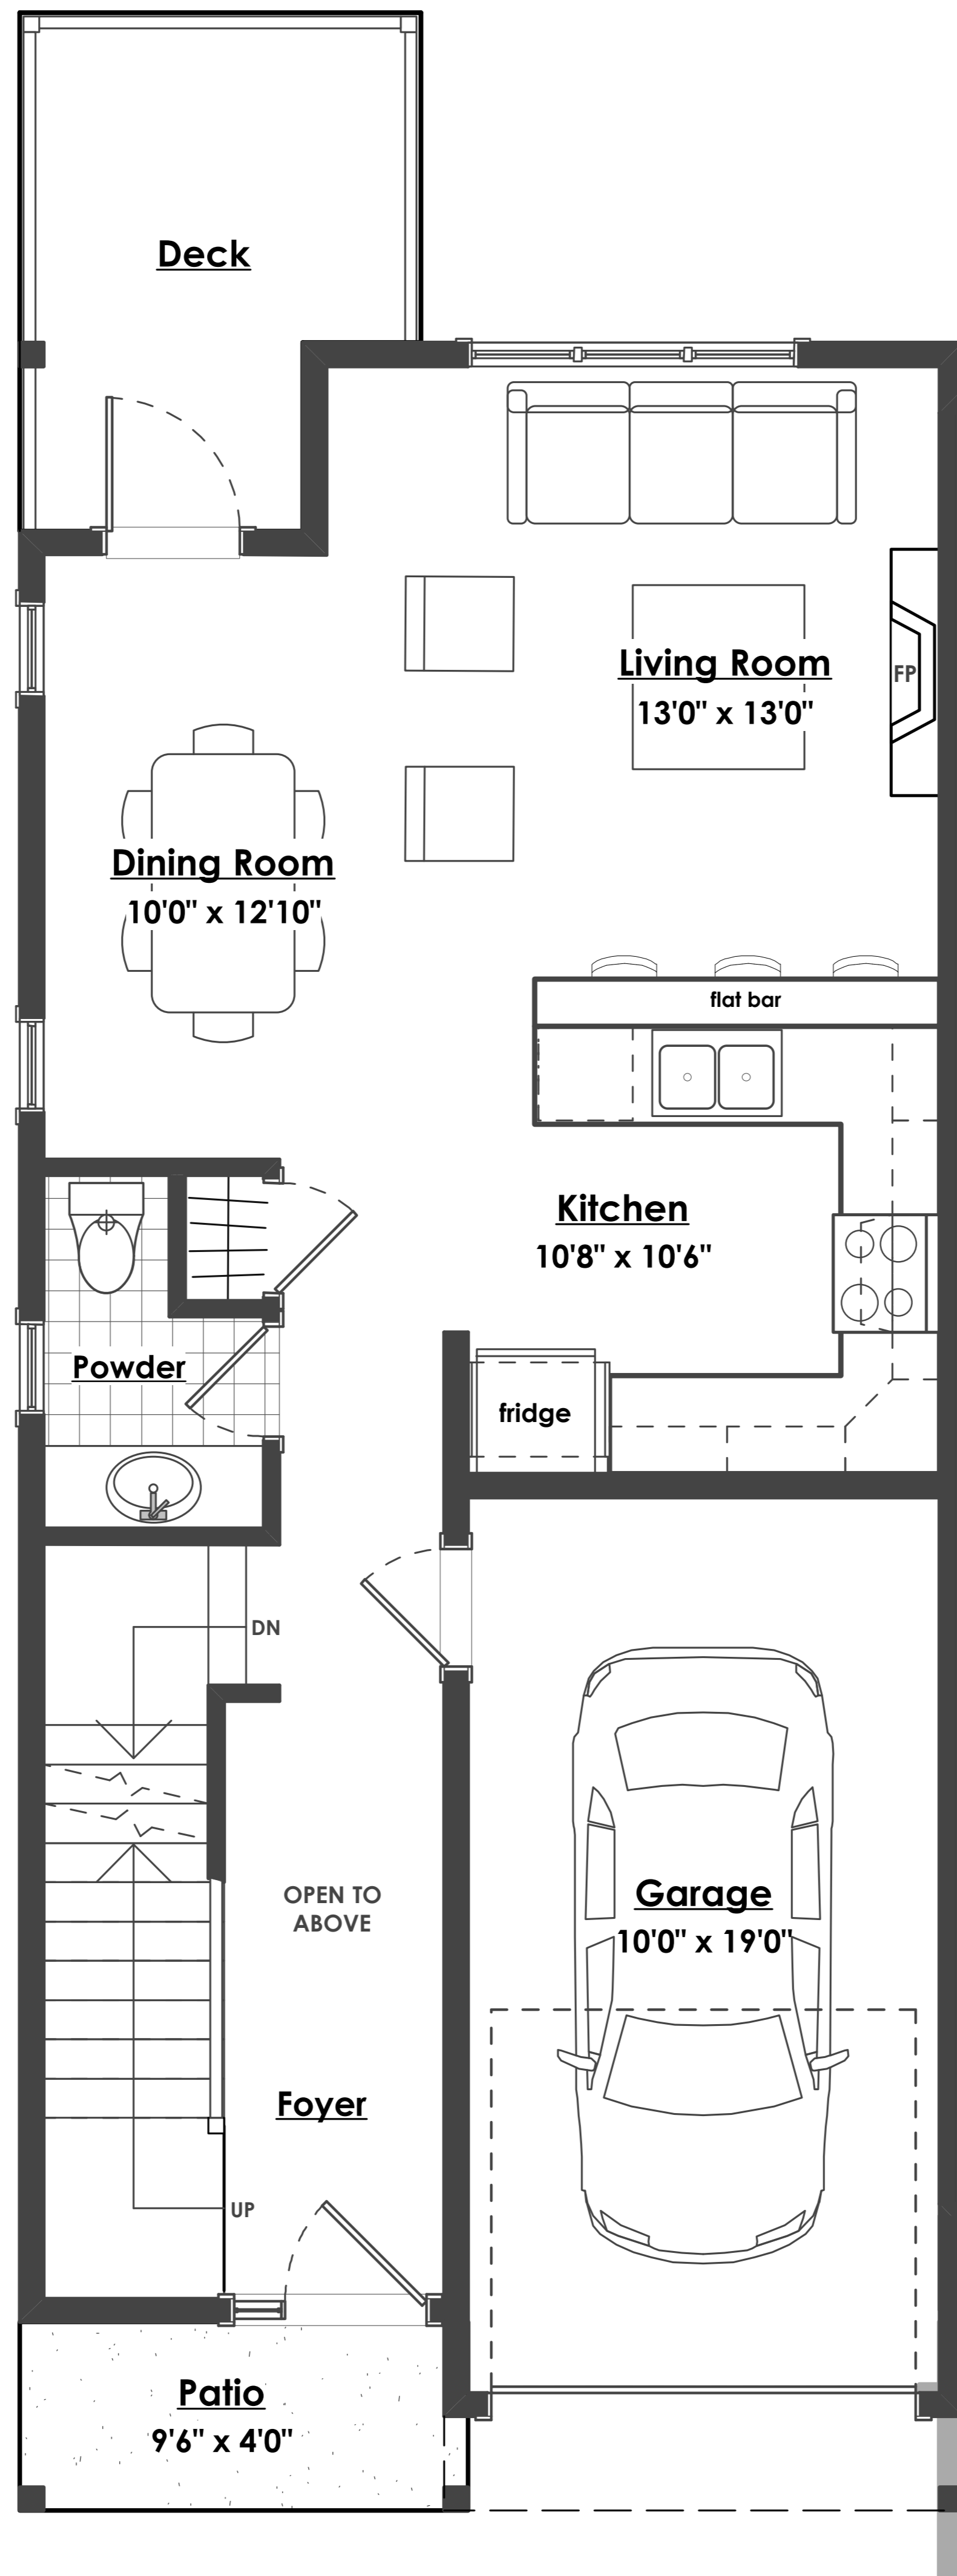 Deck
Living Room
13'0" x 13'0"
FP
Dining Room
10'0" x 12'10"
flat bar
Kitchen
10'8" x 10'6"
Powder
fridge
DN
OPEN TO
ABOVE
Garage
10'0" x 19'0"
Foyer
UP
Patio
9'6" x 4'0"